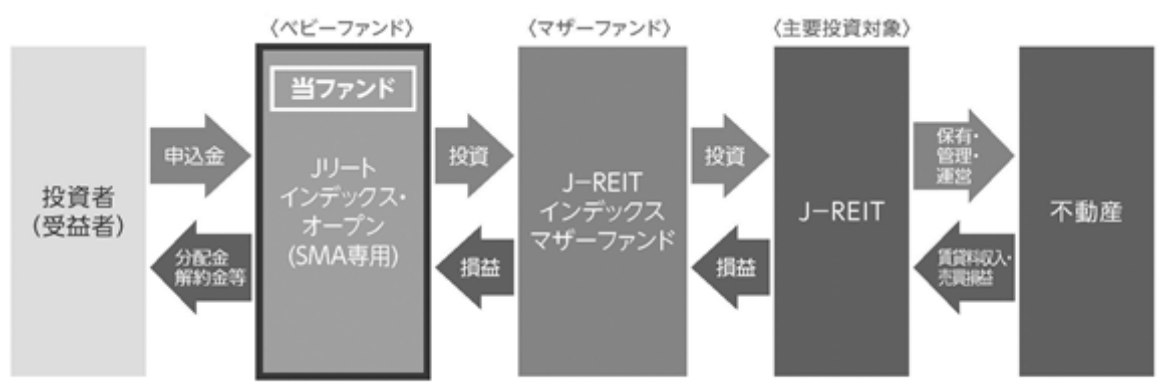 〈ベビーファンド〉
〈マザーファンド〉
〈主要投資対象〉
投資者
(受益者)
申込金
分配金
解約金等
当ファンド
Jリート
インデックス・
オープン
(SMA専用)
投資
損益
J−REIT
インデックス
マザーファンド
投資
損益
J−REIT
保有・
管理・
運営
賃貸料収入・
売買損益
不動産